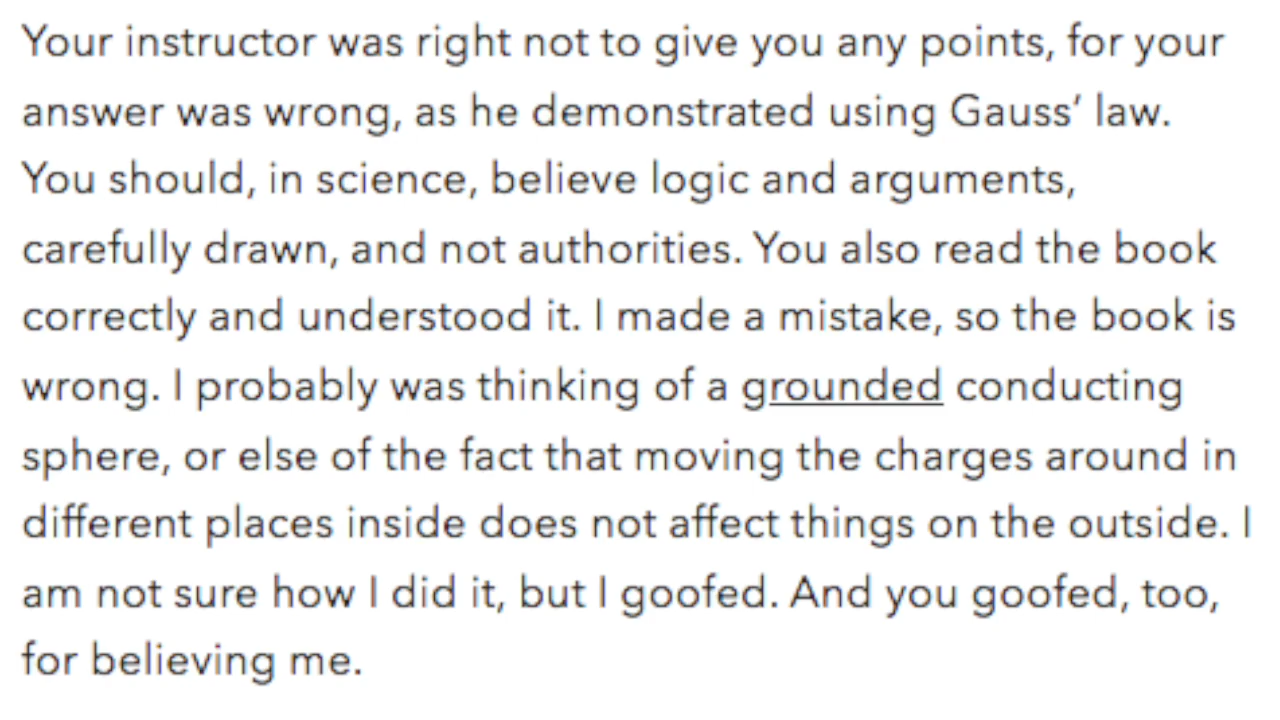 Your instructor was right not to give you any points, for your
answer was wrong, as he demonstrated using Gauss’ law.
You should, in science, believe logic and arguments,
carefully drawn, and not authorities. You also read the book
correctly and understood it. I made a mistake, so the book is
wrong. I probably was thinking of a grounded conducting
sphere, or else of the fact that moving the charges around in
different places inside does not affect things on the outside. I
am not sure how I did it, but I goofed. And you goofed, too,
for believing me.